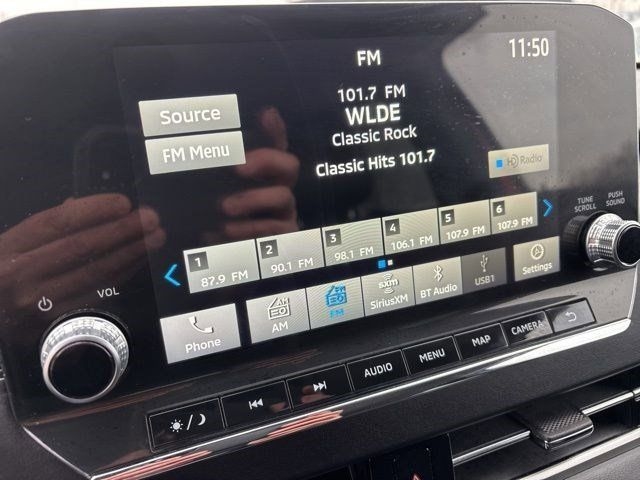 FM
11:50
Source
FM Menu
101.7 FM
WLDE
Classic Rock
Classic Hits 101.7
HD Radio
TUNE
SCROLL
PUSH
SOUND
1
87.9 FM
2
90.1 FM
3
98.1 FM
4
106.1 FM
5
107.9 FM
6
107.9 FM
VOL
Phone
AM
AM
FM
FM
sxm
SiriusXM
BT Audio
USB1
Settings
AUDIO
MENU
MAP
CAMERA